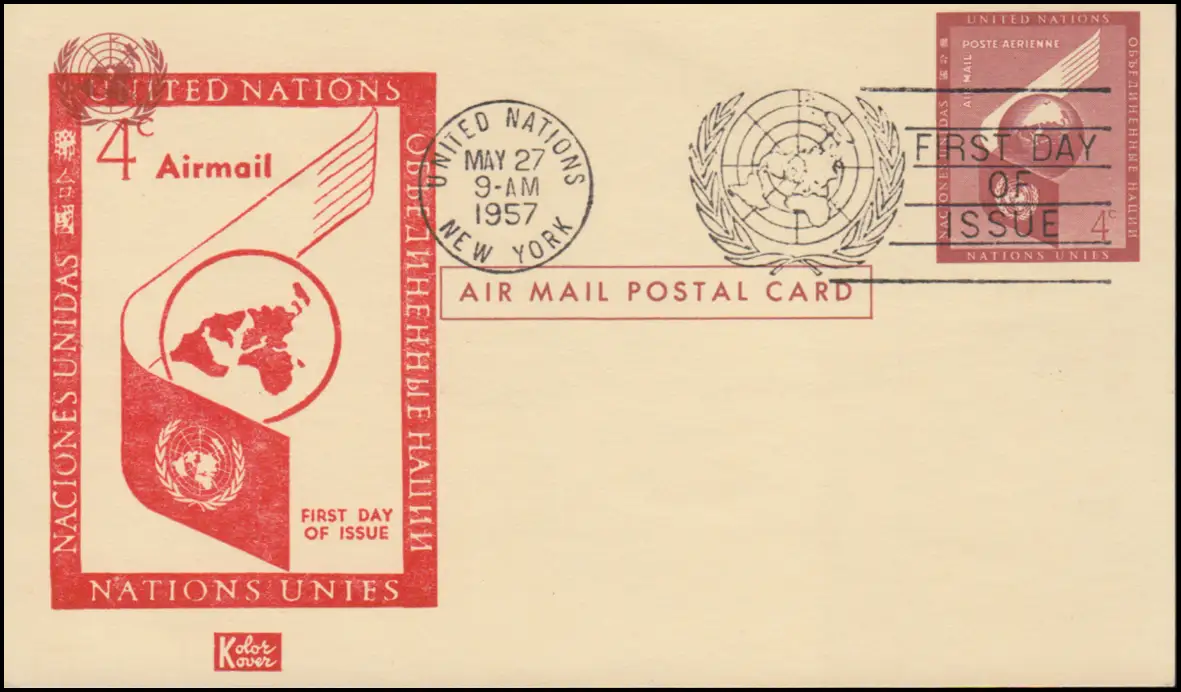 UNITED NATIONS
4c
Airmail
NACIONES UNIDAS
ОБЪЕДИНЕННЫЕ НАЦИИ
FIRST DAY
OF ISSUE
NATIONS UNIES
Kolor
Kover
UNITED NATIONS
MAY 27
9-AM
1957
NEW YORK
AIR MAIL POSTAL CARD
FIRST DAY
OF
ISSUE
UNITED NATIONS
POSTE AERIENNE
AIR MAIL
NACIONES UNIDAS
ОБЪЕДИНЕННЫЕ НАЦИИ
4c
NATIONS UNIES